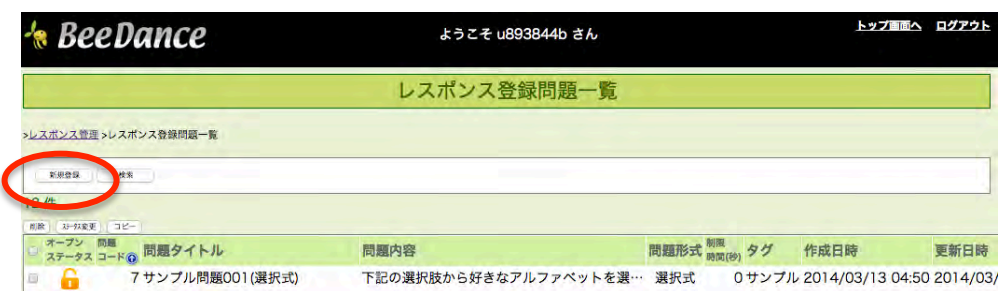 BeeDance
ようこそ u893844b さん
トップ画面へ ログアウト
レスポンス登録問題一覧
>レスポンス管理 >レスポンス登録問題一覧
新規登録 検索
件
削除 ステータス変更 コピー
オープンステータス 問題コード 問題タイトル 問題内容 問題形式 制限時間(秒) タグ 作成日時 更新日時
7 サンプル問題001(選択式) 下記の選択肢から好きなアルファベットを選… 選択式 0 サンプル 2014/03/13 04:50 2014/03/